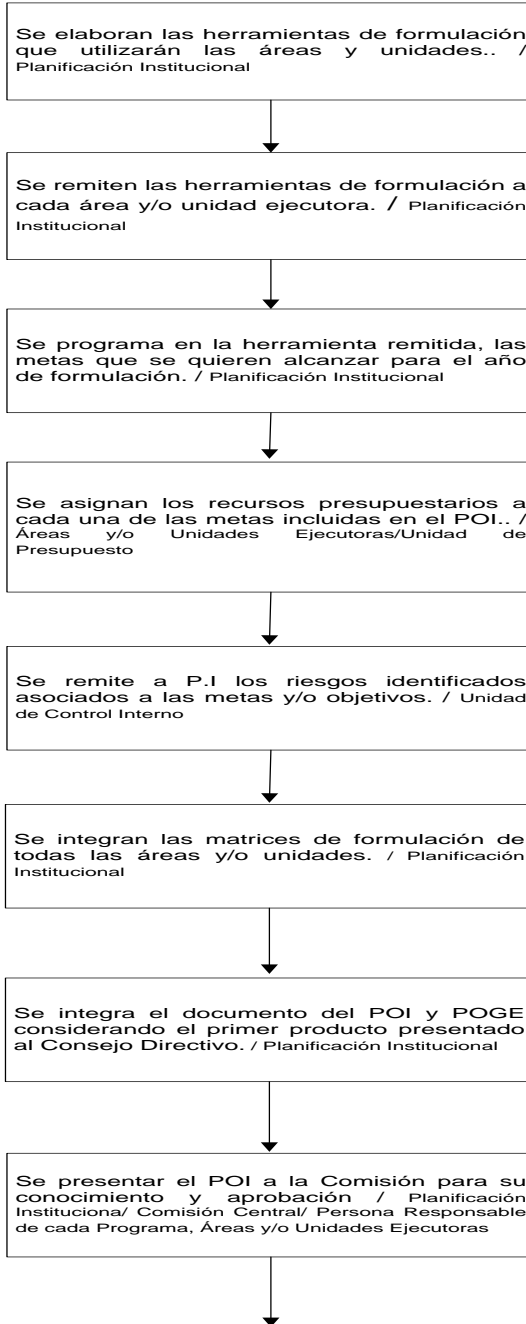 Se elaboran las herramientas de formulación
que utilizarán las áreas y unidades.. /
Planificación Institucional
Se remiten las herramientas de formulación a
cada área y/o unidad ejecutora. / Planificación
Institucional
Se programa en la herramienta remitida, las
metas que se quieren alcanzar para el año
de formulación. / Planificación Institucional
Se asignan los recursos presupuestarios a
cada una de las metas incluidas en el POI.. /
Áreas y/o Unidades Ejecutoras/Unidad de
Presupuesto
Se remite a P.I los riesgos identificados
asociados a las metas y/o objetivos. / Unidad
de Control Interno
Se integran las matrices de formulación de
todas las áreas y/o unidades. / Planificación
Institucional
Se integra el documento del POI y POGE
considerando el primer producto presentado
al Consejo Directivo. / Planificación Institucional
Se presentar el POI a la Comisión para su
conocimiento y aprobación / Planificación
Instituciona/ Comisión Central/ Persona Responsable
de cada Programa, Áreas y/o Unidades Ejecutoras